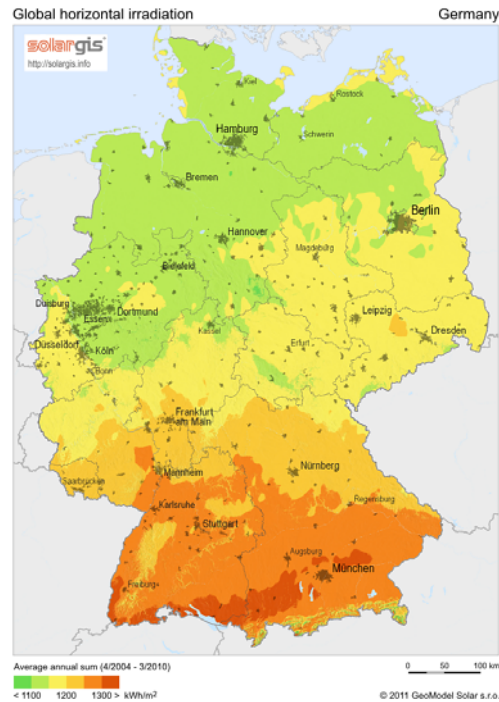 Global horizontal irradiation
Germany
solargis
http://solargis.info
Kiel
Rostock
Hamburg
Schwerin
Bremen
Berlin
Hannover
Magdeburg
Bielefeld
Duisburg
Essen
Dortmund
Leipzig
Düsseldorf
Kassel
Dresden
Köln
Erfurt
Bonn
Frankfurt
am Main
Mannheim
Nürnberg
Saarbrücken
Karlsruhe
Regensburg
Stuttgart
Augsburg
München
Freiburg
Average annual sum (4/2004 - 3/2010)
0 50 100 km
< 1100 1200 1300 > kWh/m²
© 2011 GeoModel Solar s.r.o.